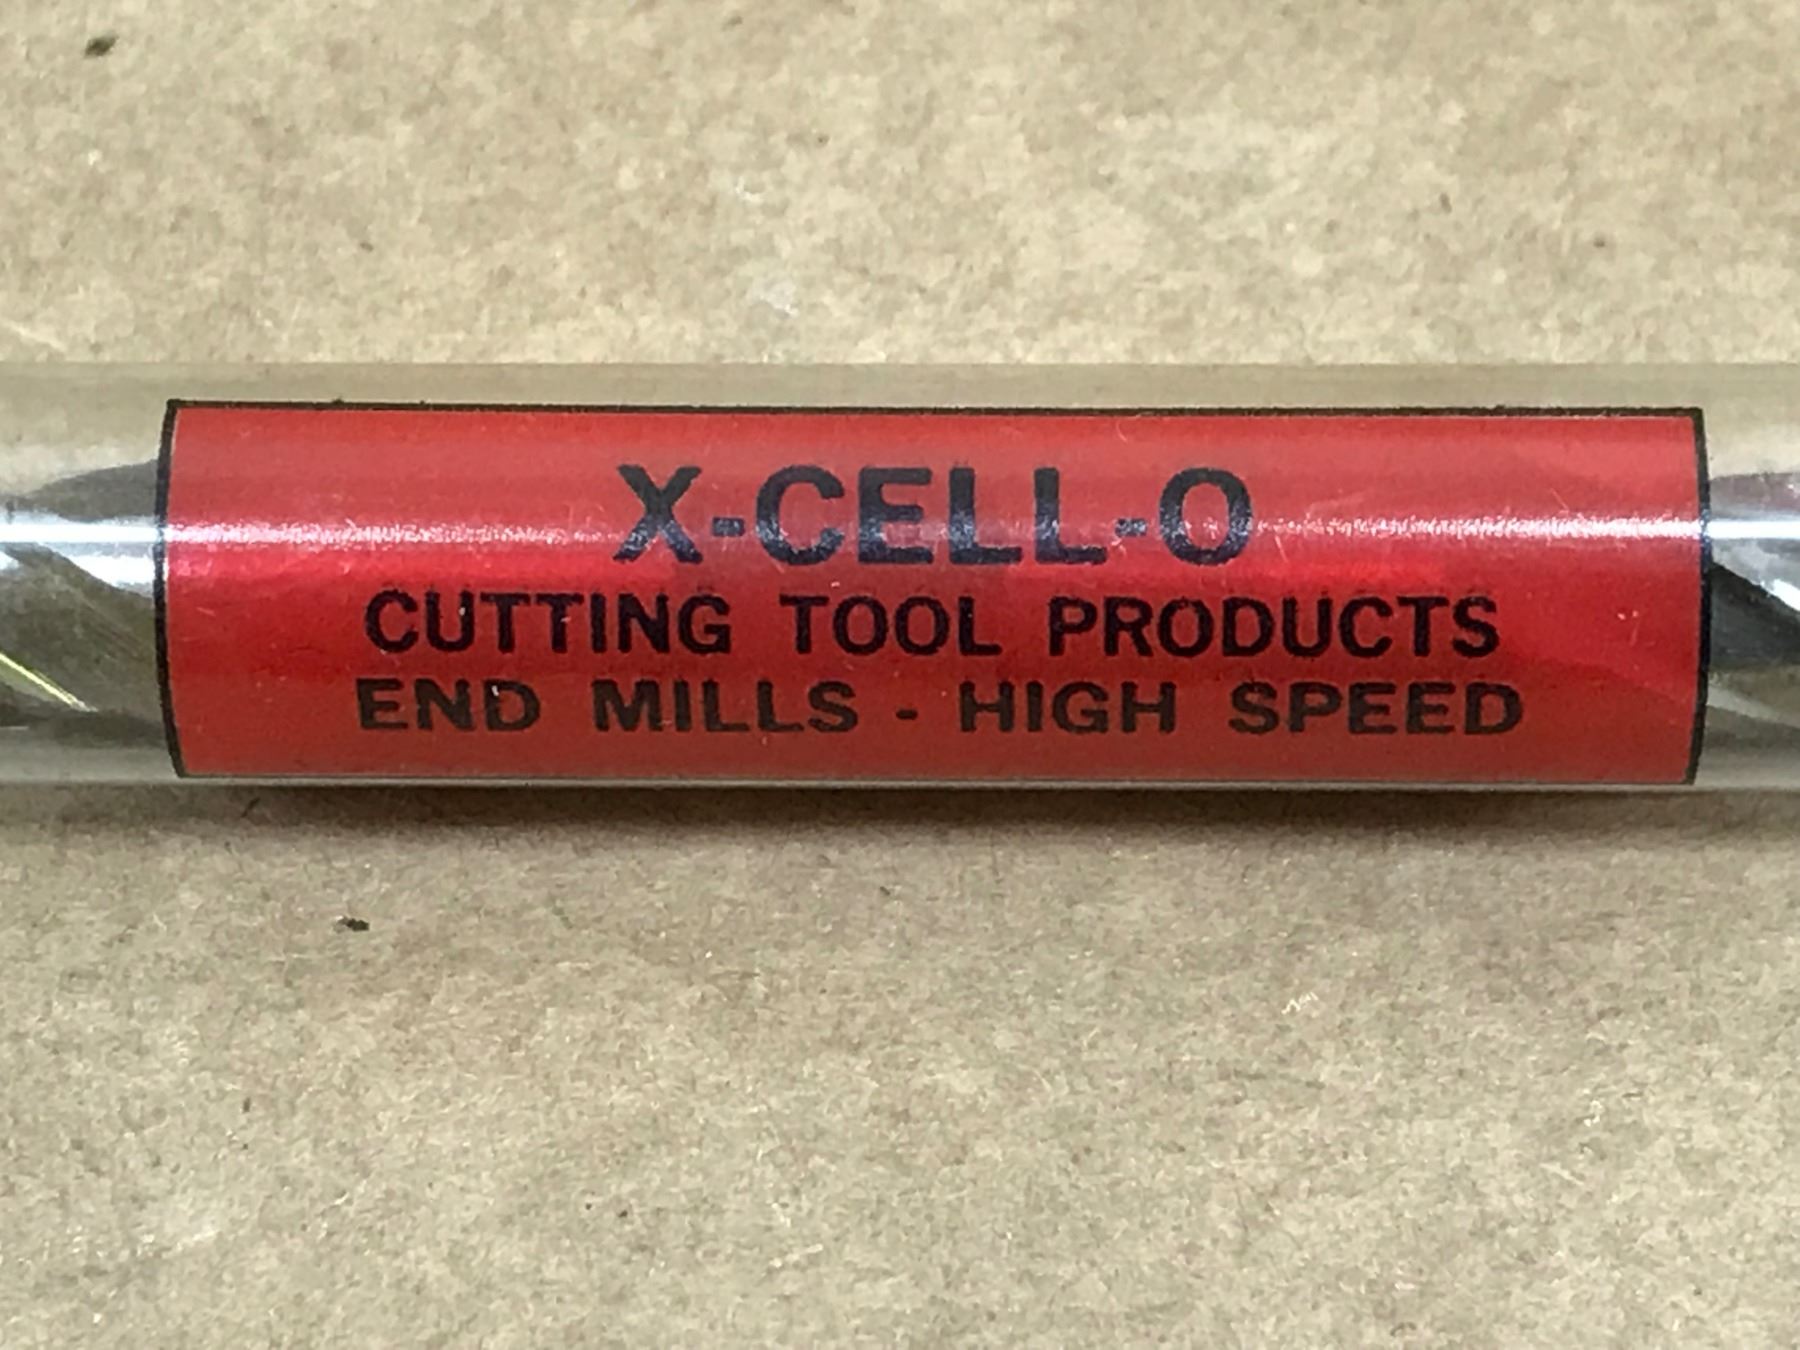 X-CELL-O
CUTTING TOOL PRODUCTS
END MILLS - HIGH SPEED